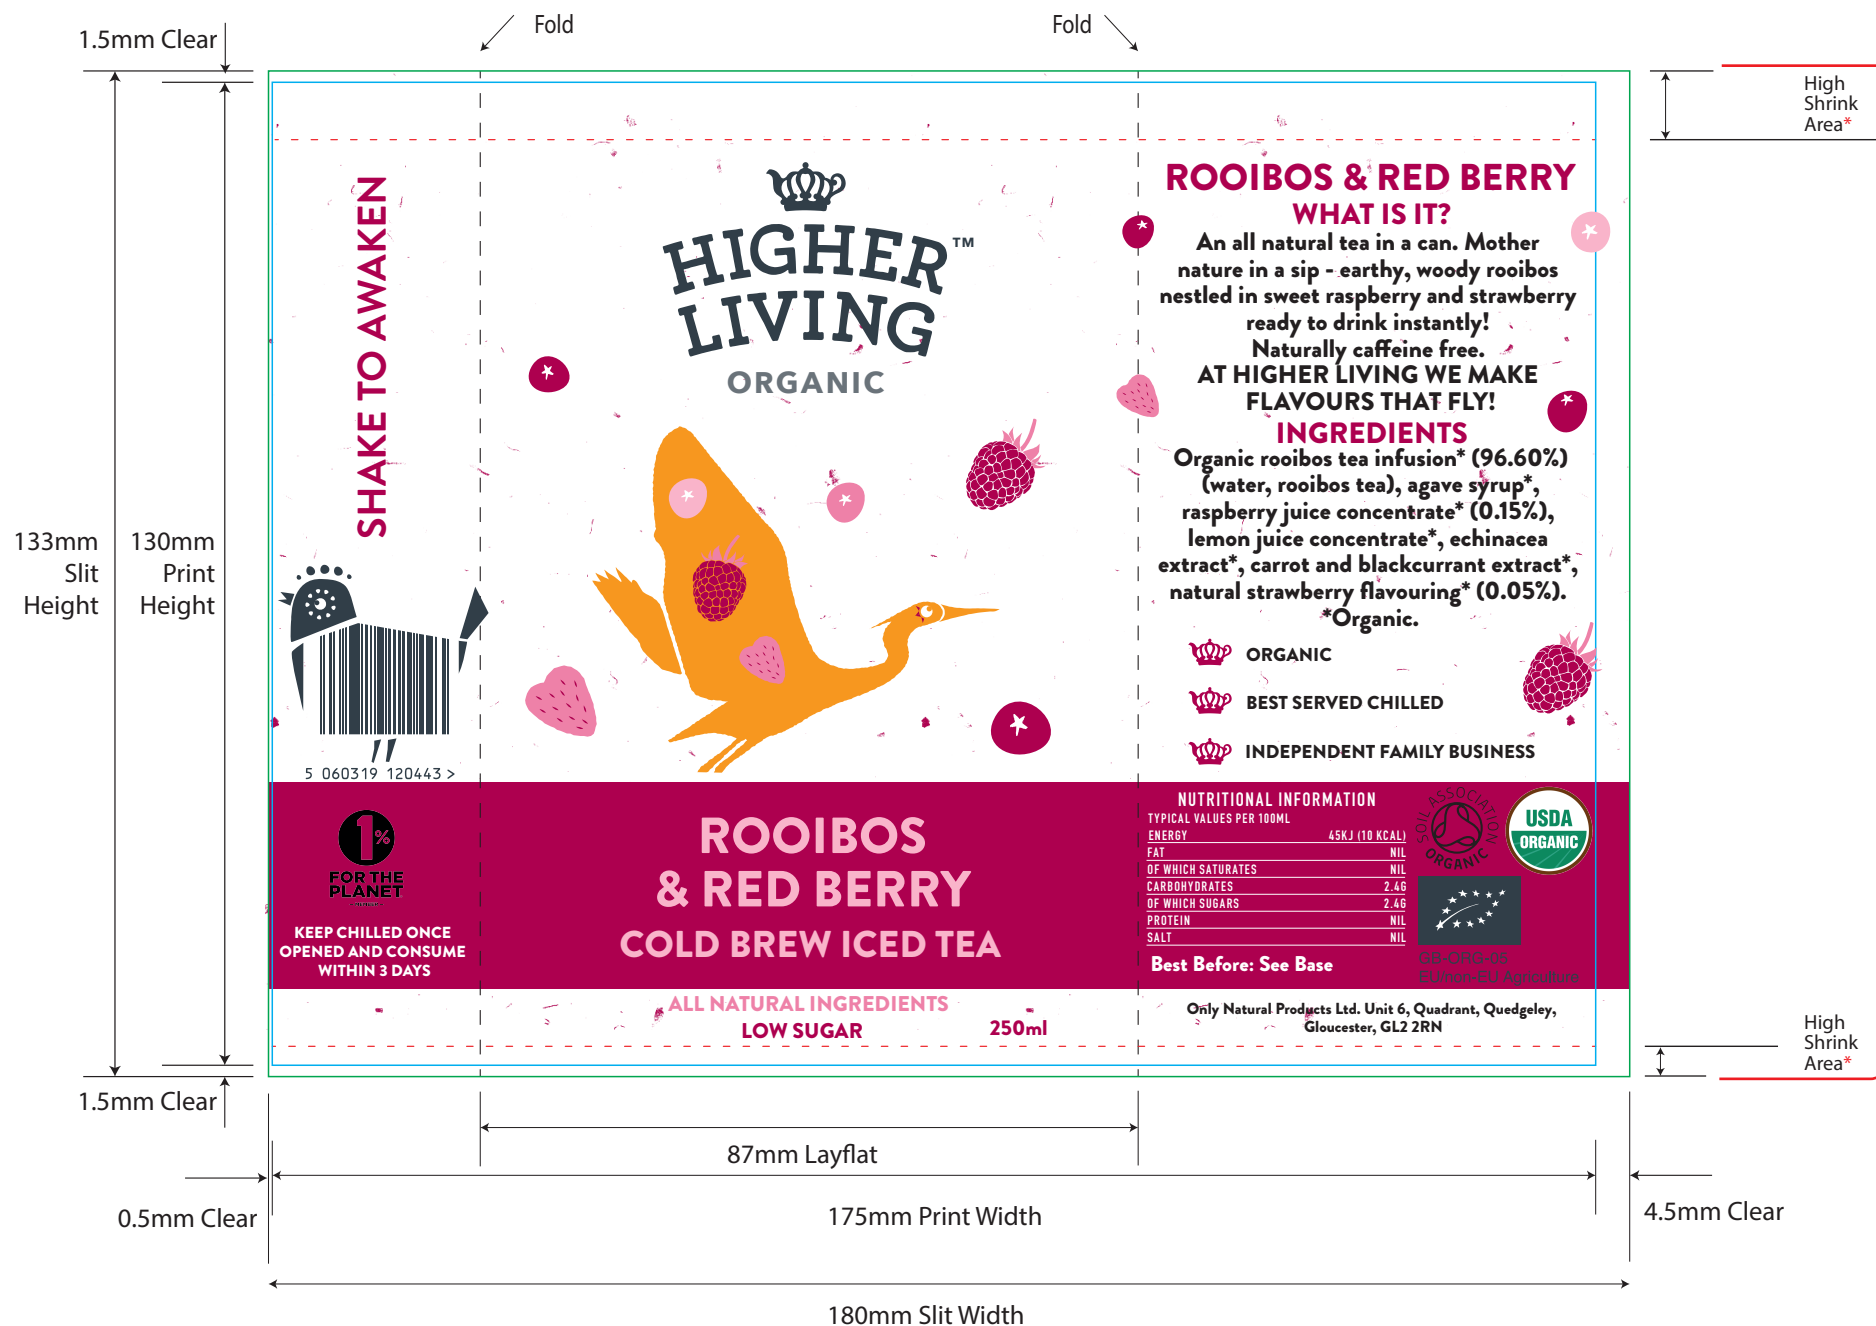 Fold
Fold
1.5mm Clear
High
Shrink
Area*
133mm
Slit
Height
130mm
Print
Height
SHAKE TO AWAKEN
5 060319 120443 >
1%
FOR THE
PLANET
MEMBER
KEEP CHILLED ONCE
OPENED AND CONSUME
WITHIN 3 DAYS
HIGHER™
LIVING
ORGANIC
ROOIBOS
& RED BERRY
COLD BREW ICED TEA
ALL NATURAL INGREDIENTS
LOW SUGAR
250ml
ROOIBOS & RED BERRY
WHAT IS IT?
An all natural tea in a can. Mother
nature in a sip - earthy, woody rooibos
nestled in sweet raspberry and strawberry
ready to drink instantly!
Naturally caffeine free.
AT HIGHER LIVING WE MAKE
FLAVOURS THAT FLY!
INGREDIENTS
Organic rooibos tea infusion* (96.60%)
(water, rooibos tea), agave syrup*,
raspberry juice concentrate* (0.15%),
lemon juice concentrate*, echinacea
extract*, carrot and blackcurrant extract*,
natural strawberry flavouring* (0.05%).
*Organic.
ORGANIC
BEST SERVED CHILLED
INDEPENDENT FAMILY BUSINESS
NUTRITIONAL INFORMATION
TYPICAL VALUES PER 100ML
ENERGY 45KJ (10 KCAL)
FAT NIL
OF WHICH SATURATES NIL
CARBOHYDRATES 2.4G
OF WHICH SUGARS 2.4G
PROTEIN NIL
SALT NIL
Best Before: See Base
SOIL ASSOCIATION
ORGANIC
USDA
ORGANIC
GB-ORG-05
EU/non-EU Agriculture
Only Natural Products Ltd. Unit 6, Quadrant, Quedgeley,
Gloucester, GL2 2RN
High
Shrink
Area*
1.5mm Clear
87mm Layflat
0.5mm Clear
175mm Print Width
4.5mm Clear
180mm Slit Width